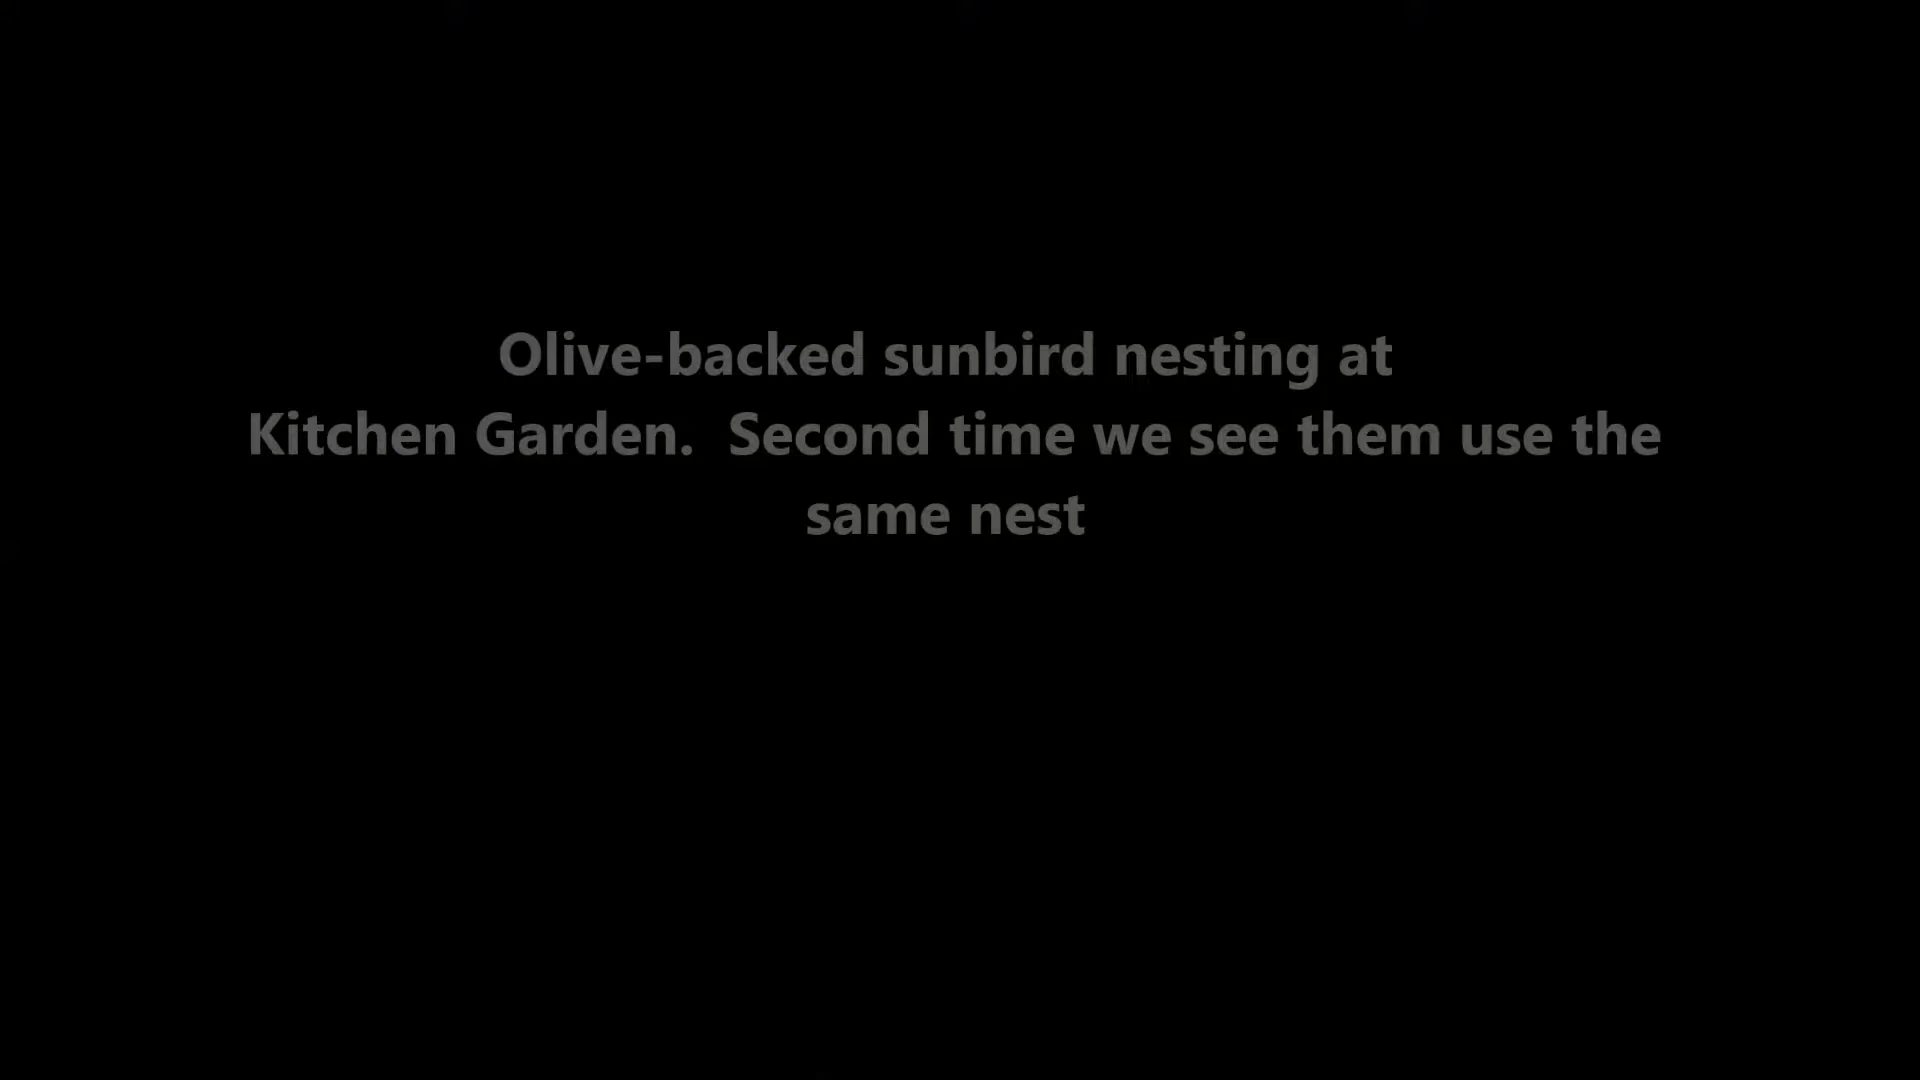 Olive-backed sunbird nesting at
Kitchen Garden.  Second time we see them use the
same nest